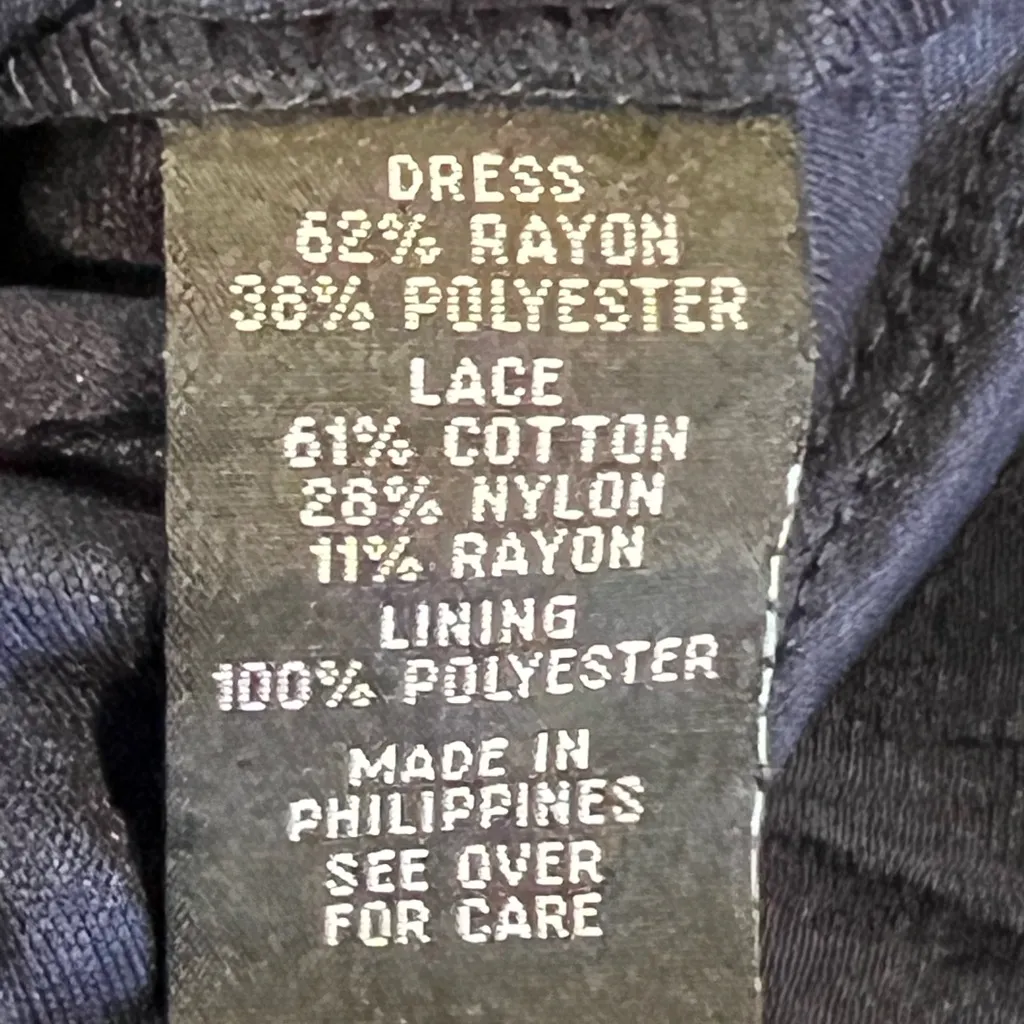 DRESS
62% RAYON
38% POLYESTER
LACE
61% COTTON
28% NYLON
11% RAYON
LINING
100% POLYESTER
MADE IN
PHILIPPINES
SEE OVER
FOR CARE